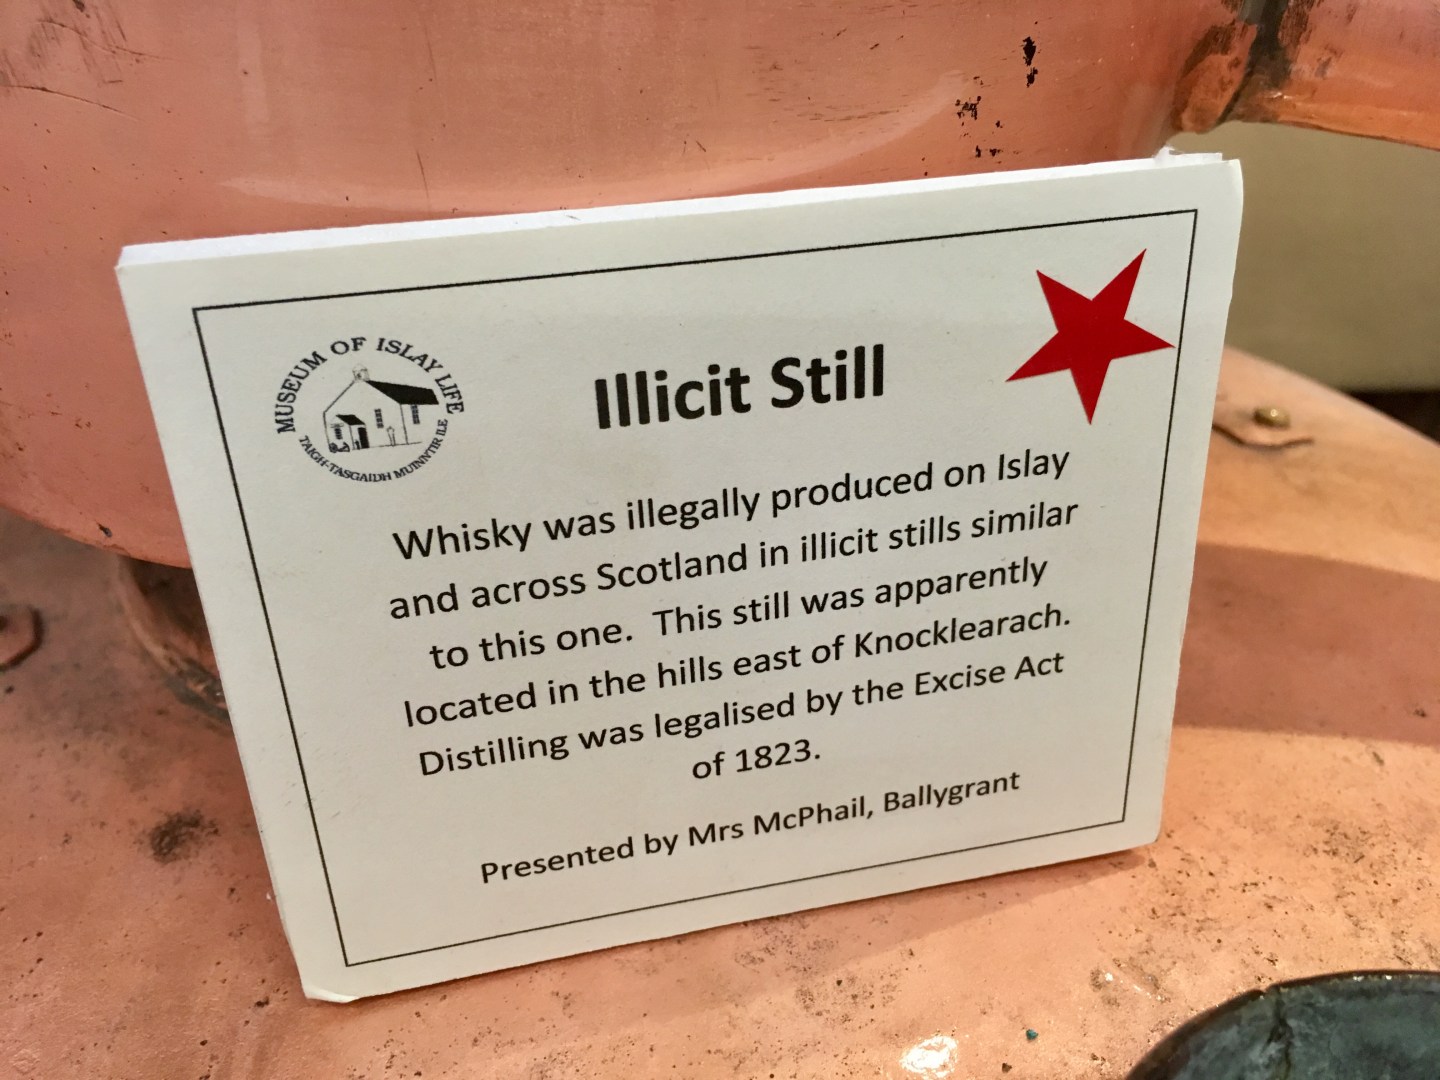 MUSEUM OF ISLAY LIFE
TAIGH-TASGAIDH MUINNTIR ILE
Illicit Still
Whisky was illegally produced on Islay
and across Scotland in illicit stills similar
to this one. This still was apparently
located in the hills east of Knocklearach.
Distilling was legalised by the Excise Act
of 1823.
Presented by Mrs McPhail, Ballygrant